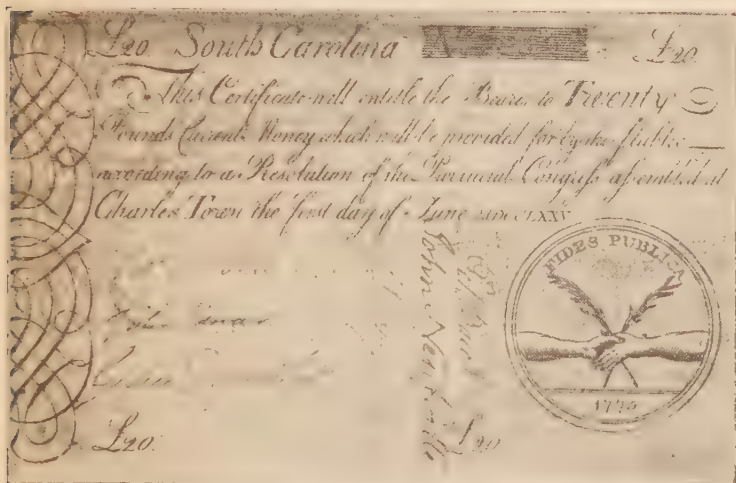 £20. South Carolina £20.
This Certificate will entitle the Bearer to Twenty
Pounds Current Money which will be provided for by the Public
according to a Resolution of the Provincial Congress assembled at
Charles Town the first day of June MDCCLXXV
FIDES PUBLICA
1775
John Neufville
£20. £20